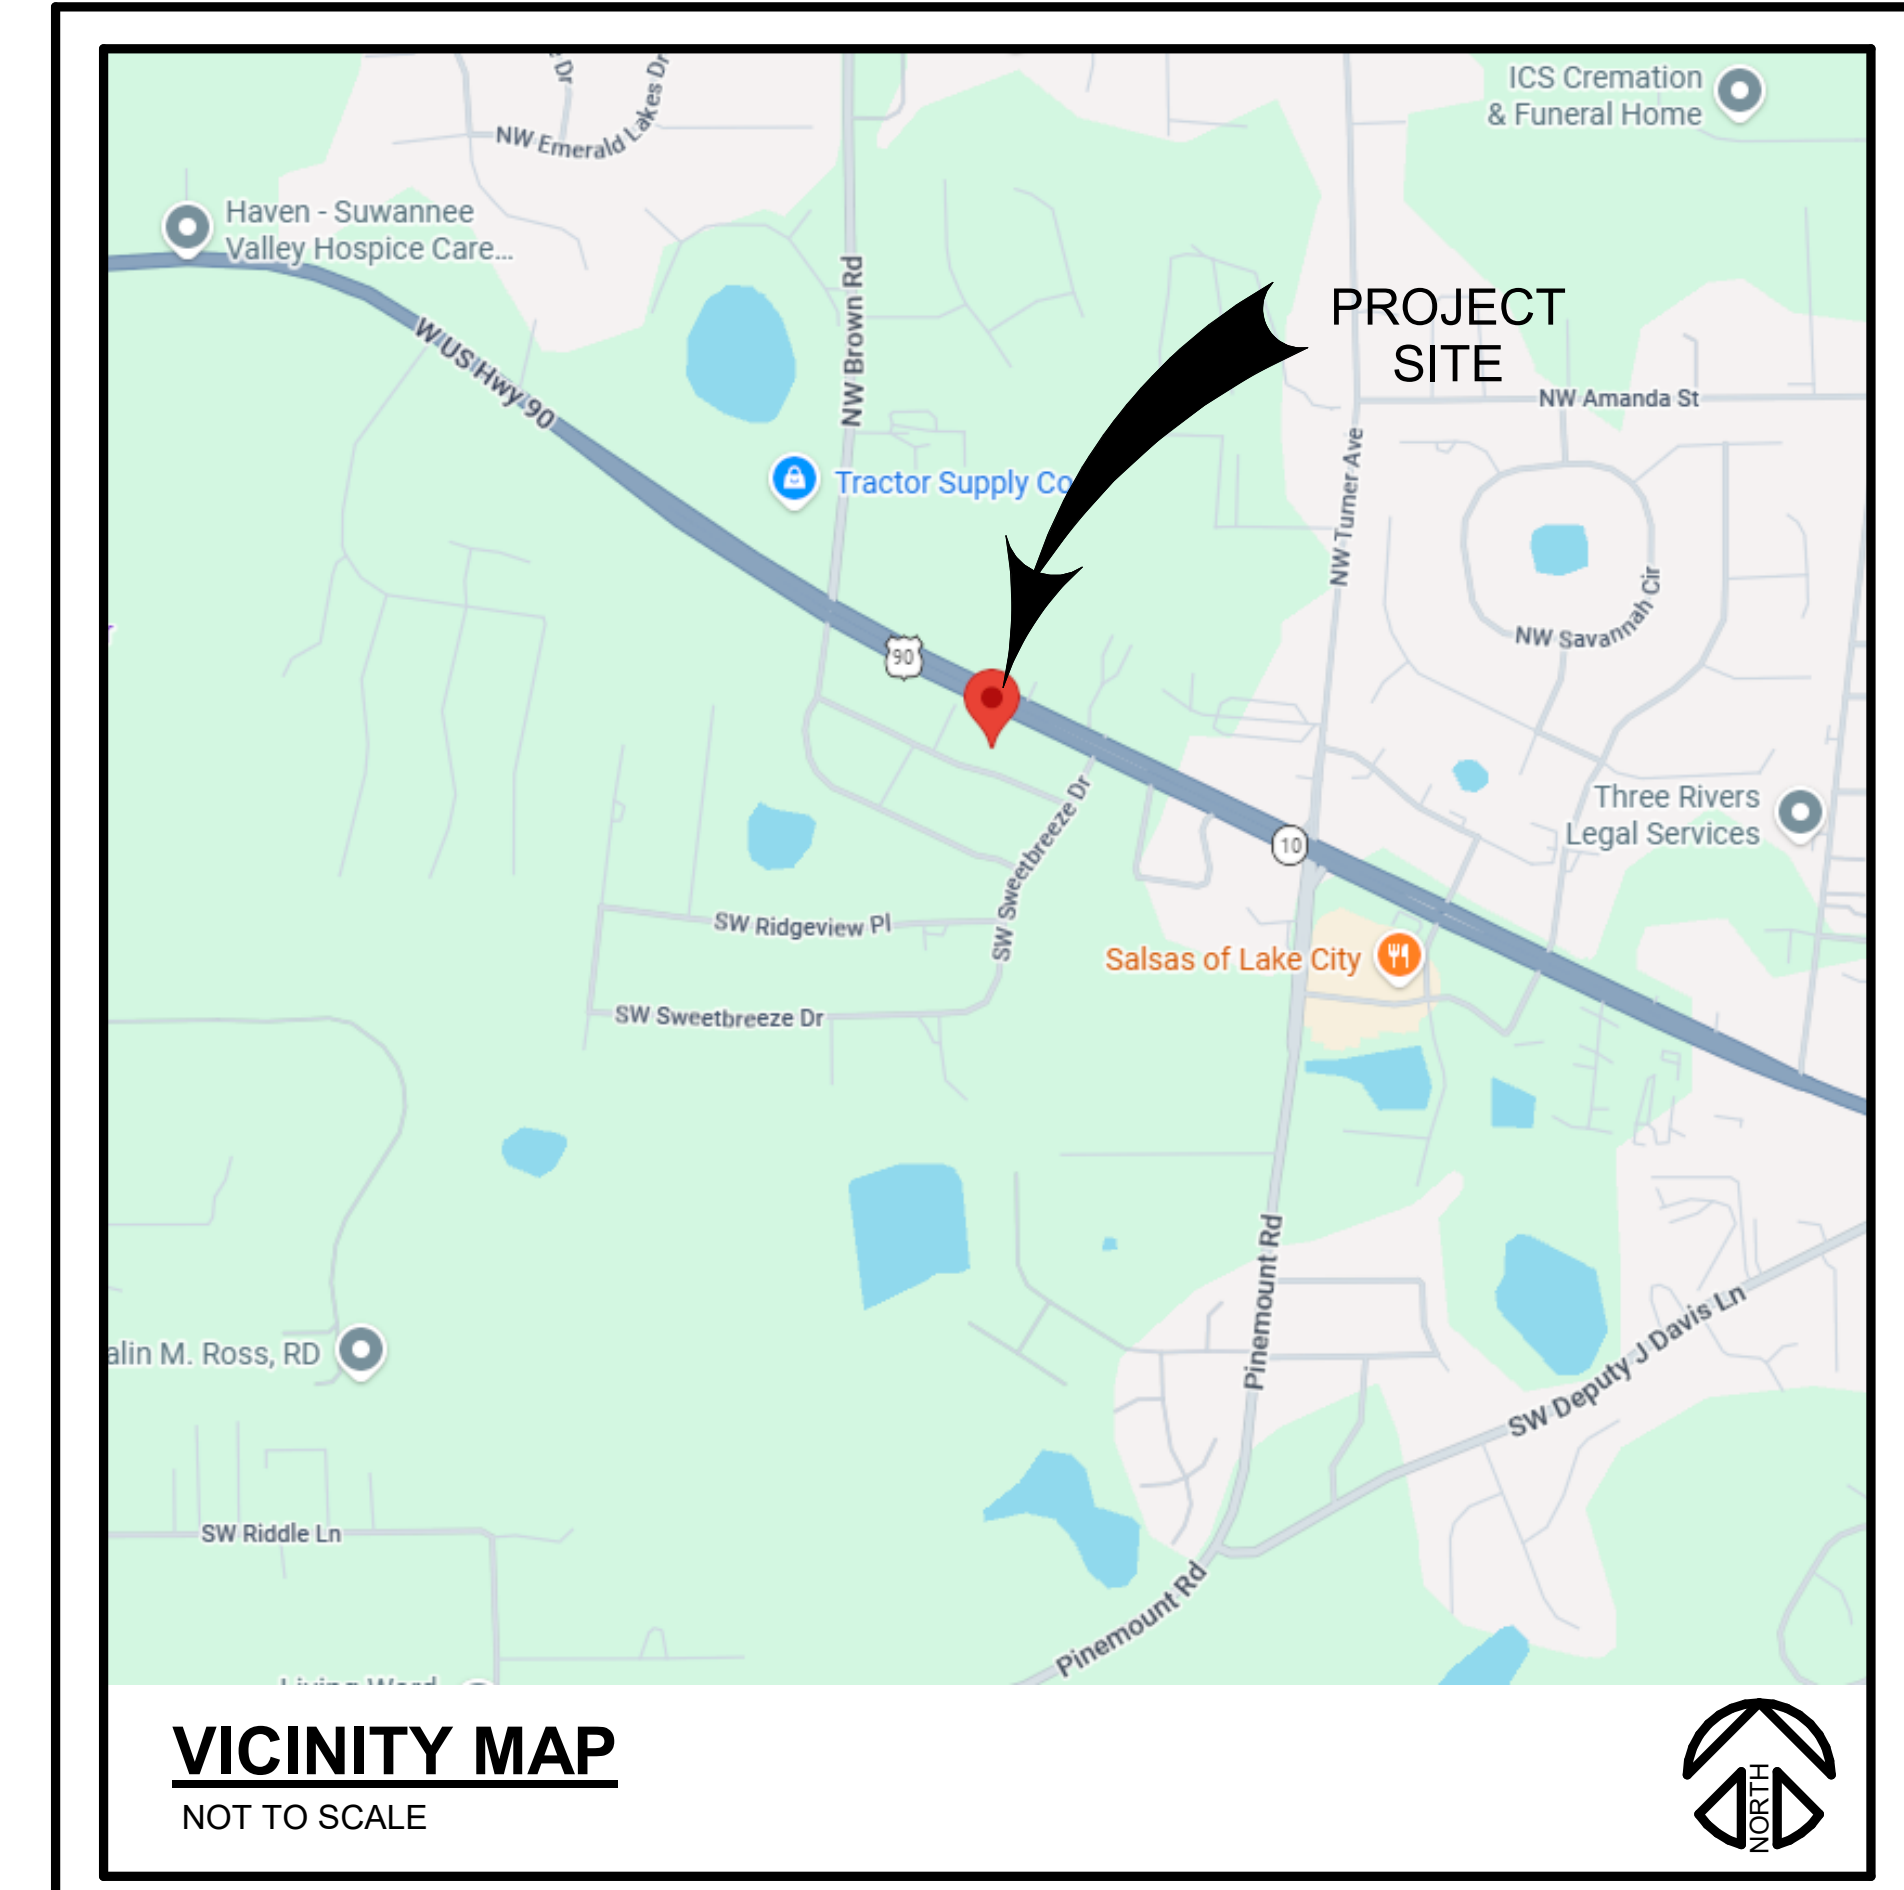 Dr
NW Emerald Lakes Dr
ICS Cremation
& Funeral Home
Haven - Suwannee
Valley Hospice Care...
W US Hwy 90
NW Brown Rd
PROJECT
SITE
NW Amanda St
Tractor Supply Co
NW Turner Ave
NW Savannah Cir
90
SW Sweetbreeze Dr
10
Three Rivers
Legal Services
SW Ridgeview Pl
Salsas of Lake City
SW Sweetbreeze Dr
Pinemount Rd
SW Deputy J Davis Ln
alin M. Ross, RD
SW Riddle Ln
Pinemount Rd
VICINITY MAP
NOT TO SCALE
NORTH